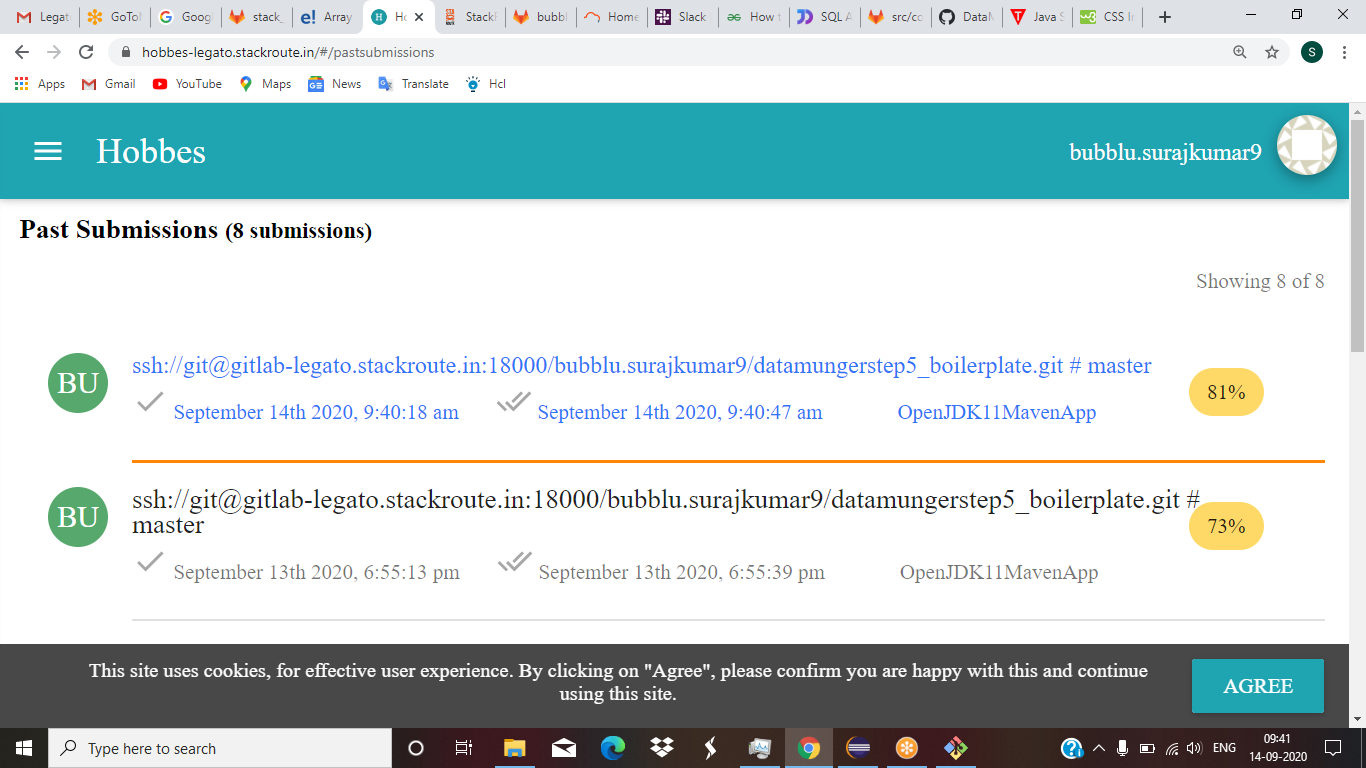 Legat
GoToM
Goog
stack_
Array
Ho
Stack
bubbl
Home
Slack
How t
SQL A
src/co
DataM
Java S
CSS In
hobbes-legato.stackroute.in/#/pastsubmissions
S
Apps
Gmail
YouTube
Maps
News
Translate
Hcl
Hobbes
bubblu.surajkumar9
Past Submissions (8 submissions)
Showing 8 of 8
BU
ssh://git@gitlab-legato.stackroute.in:18000/bubblu.surajkumar9/datamungerstep5_boilerplate.git # master
September 14th 2020, 9:40:18 am
September 14th 2020, 9:40:47 am
OpenJDK11MavenApp
81%
BU
ssh://git@gitlab-legato.stackroute.in:18000/bubblu.surajkumar9/datamungerstep5_boilerplate.git #
master
September 13th 2020, 6:55:13 pm
September 13th 2020, 6:55:39 pm
OpenJDK11MavenApp
73%
This site uses cookies, for effective user experience. By clicking on "Agree", please confirm you are happy with this and continue
using this site.
AGREE
Type here to search
ENG
09:41
14-09-2020